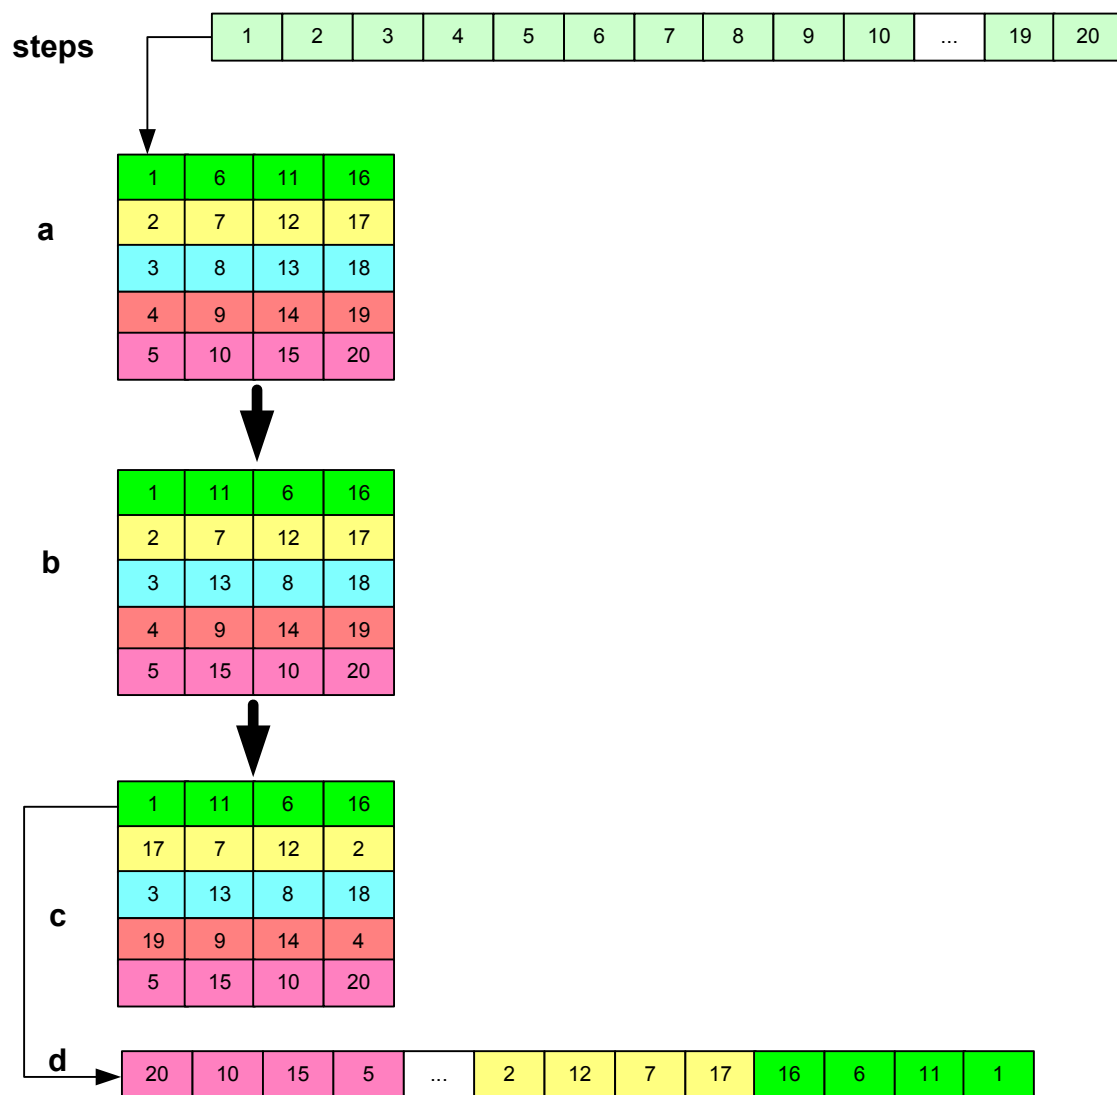 steps 1 2 3 4 5 6 7 8 9 10 ... 19 20
1 6 11 16
a 2 7 12 17
3 8 13 18
4 9 14 19
5 10 15 20
1 11 6 16
2 7 12 17
b 3 13 8 18
4 9 14 19
5 15 10 20
1 11 6 16
17 7 12 2
3 13 8 18
c 19 9 14 4
5 15 10 20
d 20 10 15 5 ... 2 12 7 17 16 6 11 1